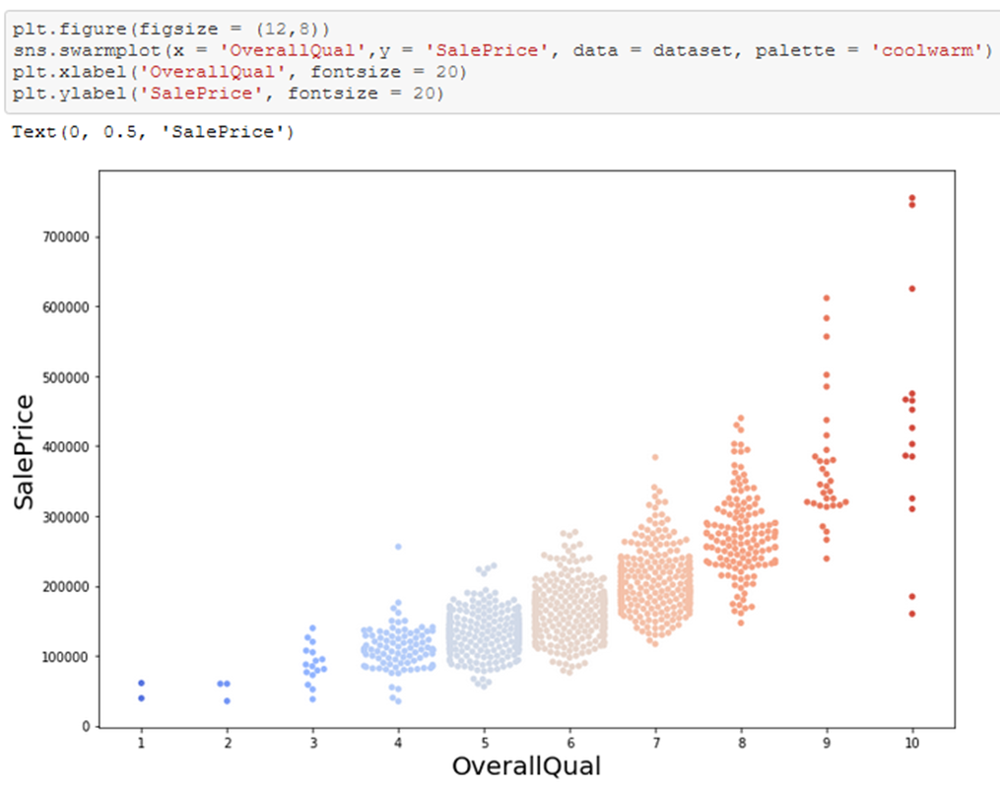 plt.figure(figsize = (12,8))
sns.swarmplot(x = 'OverallQual',y = 'SalePrice', data = dataset, palette = 'coolwarm')
plt.xlabel('OverallQual', fontsize = 20)
plt.ylabel('SalePrice', fontsize = 20)
Text(0, 0.5, 'SalePrice')
SalePrice
700000
600000
500000
400000
300000
200000
100000
0
1 2 3 4 5 6 7 8 9 10
OverallQual